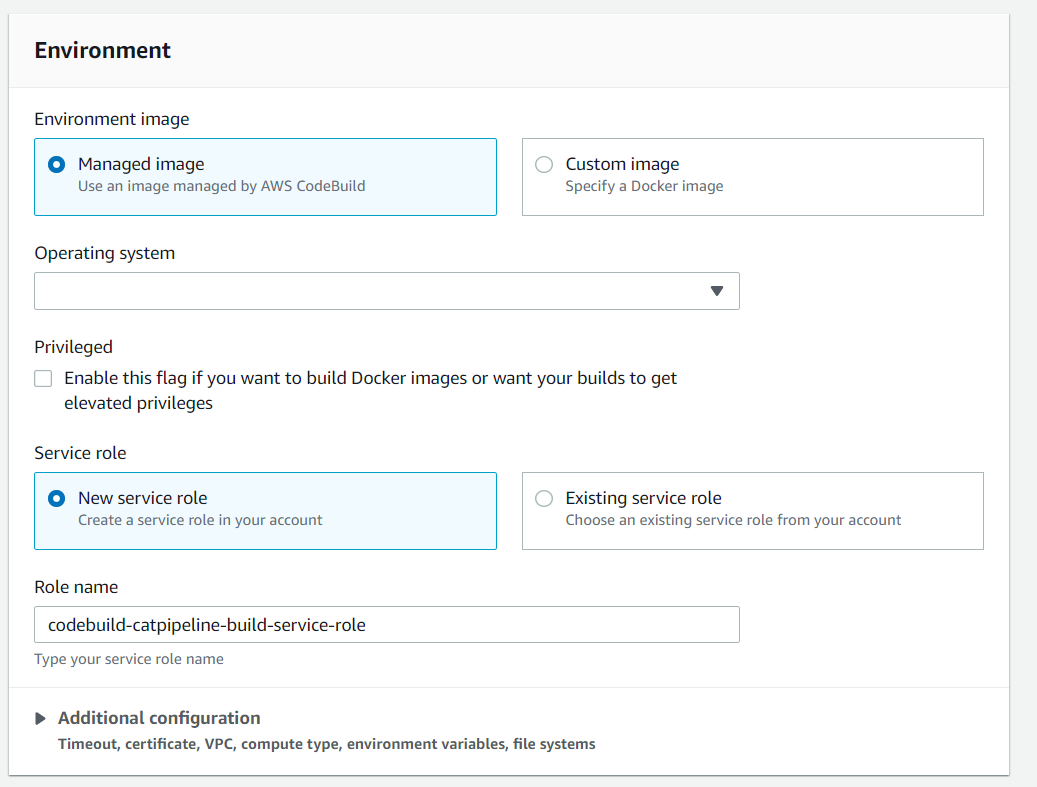 Environment
Environment image
Managed image
Use an image managed by AWS CodeBuild
Custom image
Specify a Docker image
Operating system
Privileged
Enable this flag if you want to build Docker images or want your builds to get
elevated privileges
Service role
New service role
Create a service role in your account
Existing service role
Choose an existing service role from your account
Role name
codebuild-catpipeline-build-service-role
Type your service role name
Additional configuration
Timeout, certificate, VPC, compute type, environment variables, file systems